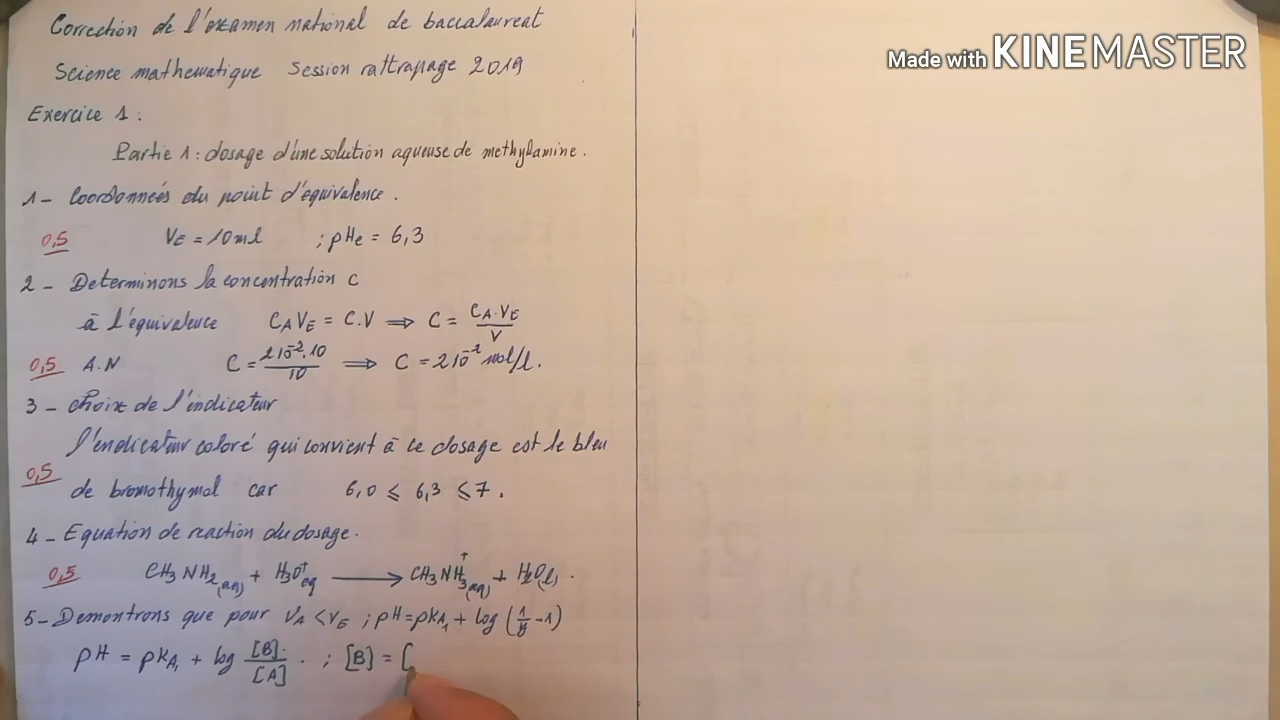 Correction de l'examen national de baccalaureat
Made with KINEMASTER
Science mathematique Session rattrapage 2019
Exercice 1 :
Partie 1 : dosage d'une solution aqueuse de methylamine.
1 - Coordonneés du point d'équivalence.
0,5 VE = 10 ml ; pHe = 6,3
2 - Determinons la concentration C
à l'équivalence CA VE = C.V ⟹ C = CA.VE / V
0,5 A.N C = 2 10⁻².10 / 10 ⟹ C = 2 10⁻² mol/l.
3 - choix de l'indicateur
l'indicateur coloré qui convient à ce dosage est le bleu
0,5 de bromothymol car 6,0 ⩽ 6,3 ⩽ 7.
4 - Equation de reaction du dosage.
0,5 CH3NH2(aq) + H3O⁺aq ⟶ CH3NH3⁺(aq) + H2O(l).
5 - Demontrons que pour VA < VE ; pH = pKA1 + log (1/y - 1)
pH = pKA1 + log [B]/[A] . ; [B] = [